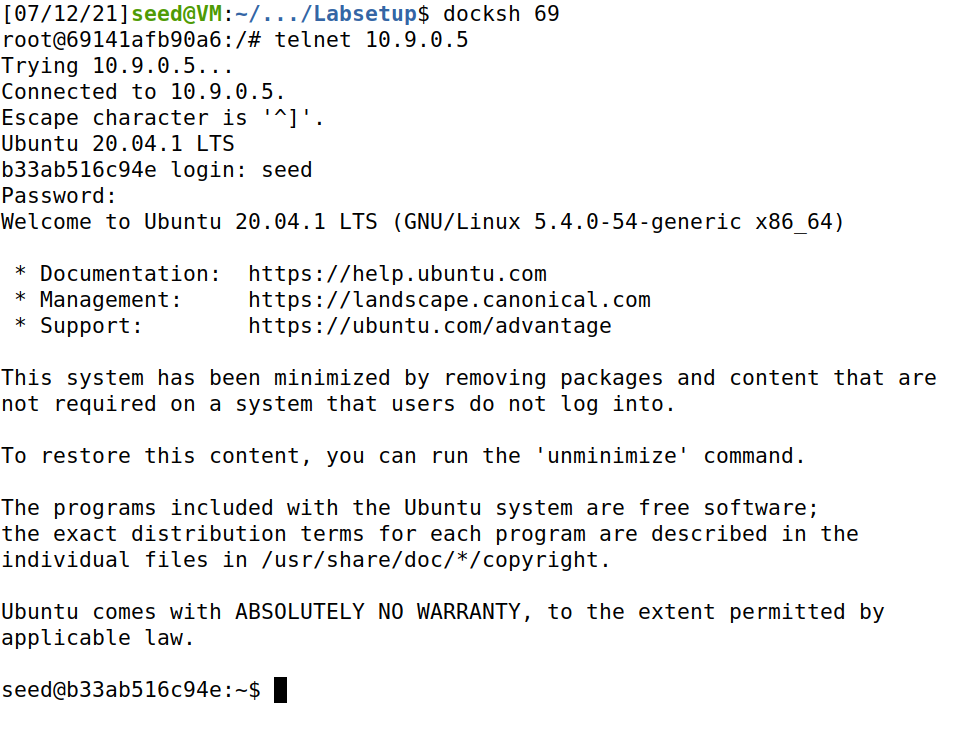 [07/12/21]seed@VM:~/.../Labsetup$ docksh 69
root@69141afb90a6:/# telnet 10.9.0.5
Trying 10.9.0.5...
Connected to 10.9.0.5.
Escape character is '^]'.
Ubuntu 20.04.1 LTS
b33ab516c94e login: seed
Password:
Welcome to Ubuntu 20.04.1 LTS (GNU/Linux 5.4.0-54-generic x86_64)

 * Documentation:  https://help.ubuntu.com
 * Management:     https://landscape.canonical.com
 * Support:        https://ubuntu.com/advantage

This system has been minimized by removing packages and content that are
not required on a system that users do not log into.

To restore this content, you can run the 'unminimize' command.

The programs included with the Ubuntu system are free software;
the exact distribution terms for each program are described in the
individual files in /usr/share/doc/*/copyright.

Ubuntu comes with ABSOLUTELY NO WARRANTY, to the extent permitted by
applicable law.

seed@b33ab516c94e:~$